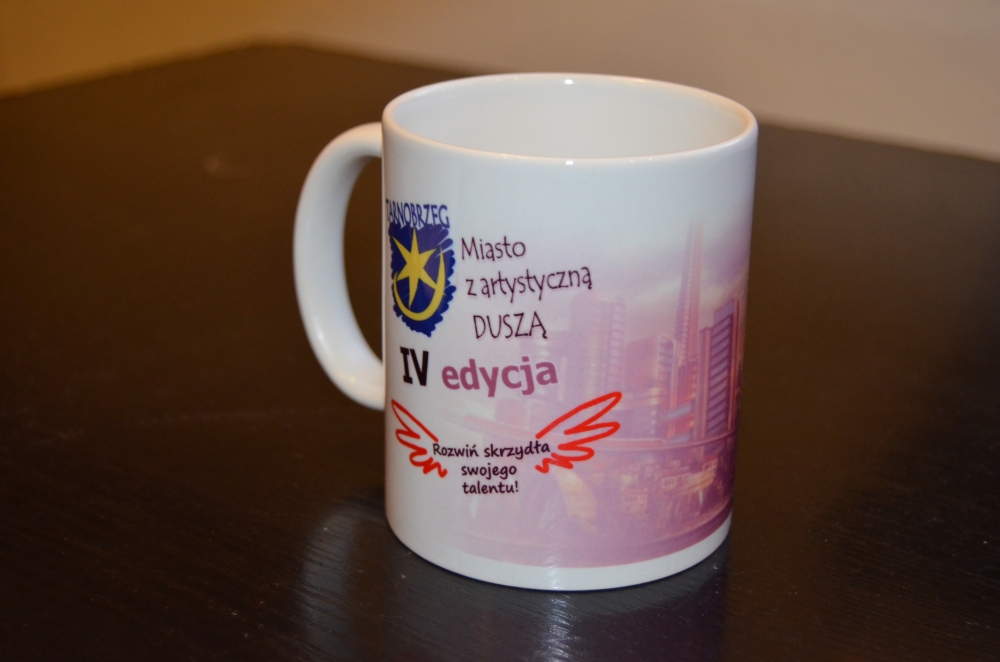 TARNOBRZEG
Miasto
z artystyczną
DUSZĄ
IV edycja
Rozwiń skrzydła
swojego
talentu!